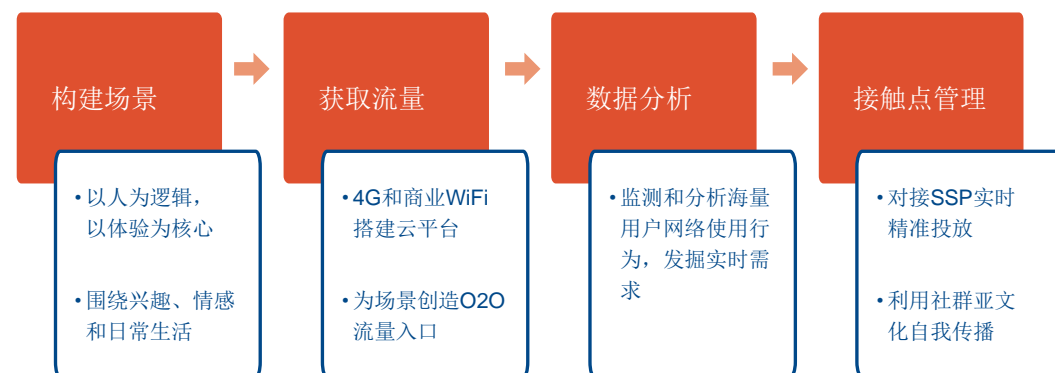 构建场景
• 以人为逻辑，
以体验为核心
• 围绕兴趣、情感
和日常生活
获取流量
• 4G和商业WiFi
搭建云平台
• 为场景创造O2O
流量入口
数据分析
• 监测和分析海量
用户网络使用行
为，发掘实时需
求
接触点管理
• 对接SSP实时
精准投放
• 利用社群亚文
化自我传播